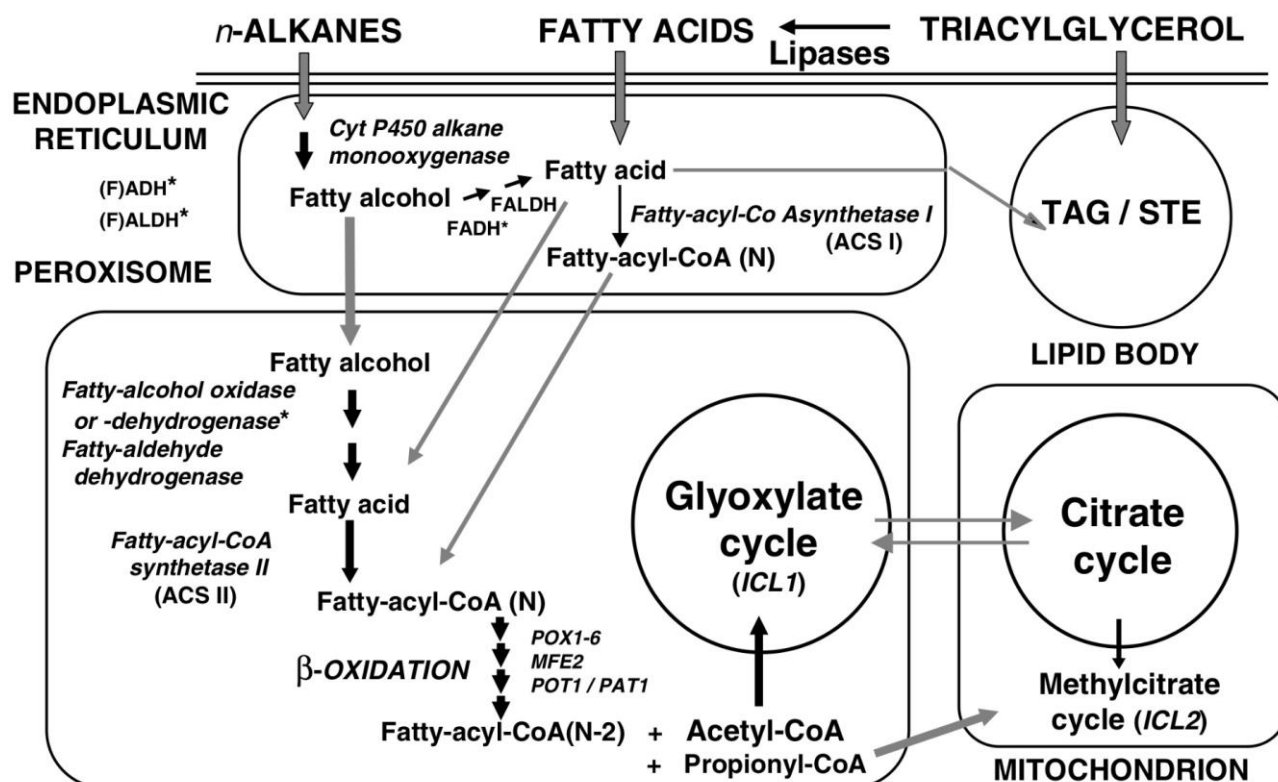 n-ALKANES
FATTY ACIDS
Lipases
TRIACYLGLYCEROL
ENDOPLASMIC
RETICULUM
(F)ADH*
(F)ALDH*
PEROXISOME
Cyt P450 alkane
monooxygenase
Fatty alcohol
FADH*
FALDH
Fatty acid
Fatty-acyl-Co Asynthetase I
(ACS I)
Fatty-acyl-CoA (N)
TAG / STE
LIPID BODY
Fatty alcohol
Fatty-alcohol oxidase
or -dehydrogenase*
Fatty-aldehyde
dehydrogenase
Fatty acid
Fatty-acyl-CoA
synthetase II
(ACS II)
Fatty-acyl-CoA (N)
β-OXIDATION
POX1-6
MFE2
POT1 / PAT1
Fatty-acyl-CoA(N-2) + Acetyl-CoA
+ Propionyl-CoA
Glyoxylate
cycle
(ICL1)
Citrate
cycle
Methylcitrate
cycle (ICL2)
MITOCHONDRION